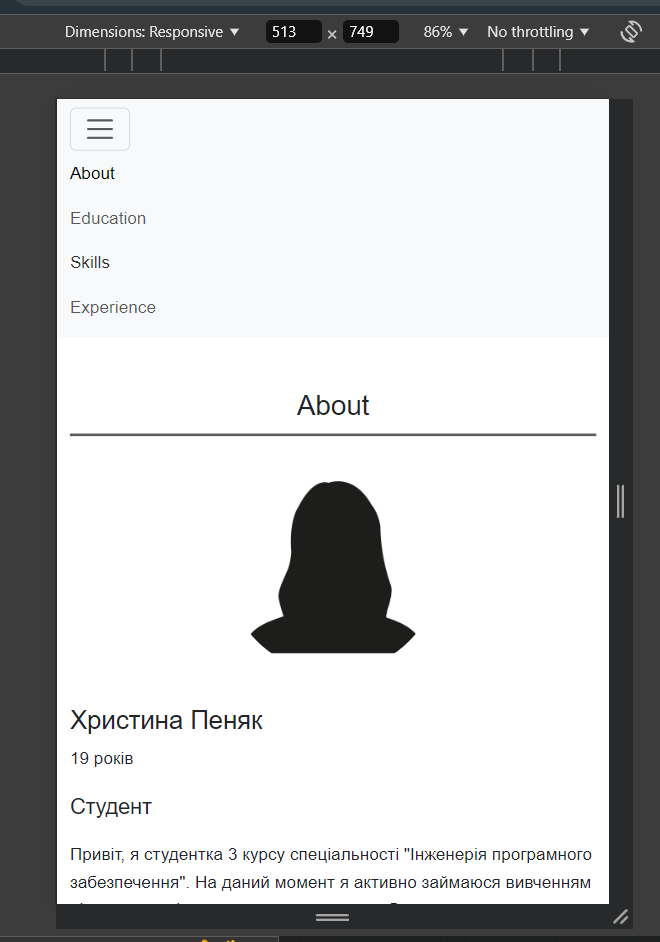 Dimensions: Responsive 513 × 749 86% No throttling
About
Education
Skills
Experience
About
Христина Пеняк
19 років
Студент
Привіт, я студентка 3 курсу спеціальності "Інженерія програмного
забезпечення". На даний момент я активно займаюся вивченням